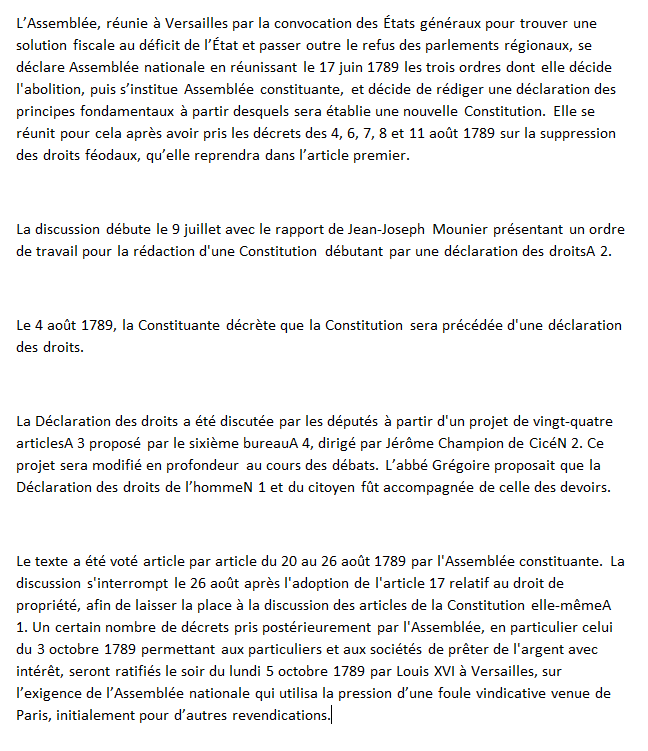 L’Assemblée, réunie à Versailles par la convocation des États généraux pour trouver une
solution fiscale au déficit de l’État et passer outre le refus des parlements régionaux, se
déclare Assemblée nationale en réunissant le 17 juin 1789 les trois ordres dont elle décide
l'abolition, puis s’institue Assemblée constituante, et décide de rédiger une déclaration des
principes fondamentaux à partir desquels sera établie une nouvelle Constitution. Elle se
réunit pour cela après avoir pris les décrets des 4, 6, 7, 8 et 11 août 1789 sur la suppression
des droits féodaux, qu’elle reprendra dans l’article premier.
La discussion débute le 9 juillet avec le rapport de Jean-Joseph Mounier présentant un ordre
de travail pour la rédaction d'une Constitution débutant par une déclaration des droitsA 2.
Le 4 août 1789, la Constituante décrète que la Constitution sera précédée d'une déclaration
des droits.
La Déclaration des droits a été discutée par les députés à partir d'un projet de vingt-quatre
articlesA 3 proposé par le sixième bureauA 4, dirigé par Jérôme Champion de CicéN 2. Ce
projet sera modifié en profondeur au cours des débats. L’abbé Grégoire proposait que la
Déclaration des droits de l’hommeN 1 et du citoyen fût accompagnée de celle des devoirs.
Le texte a été voté article par article du 20 au 26 août 1789 par l'Assemblée constituante. La
discussion s'interrompt le 26 août après l'adoption de l'article 17 relatif au droit de
propriété, afin de laisser la place à la discussion des articles de la Constitution elle-mêmeA
1. Un certain nombre de décrets pris postérieurement par l'Assemblée, en particulier celui
du 3 octobre 1789 permettant aux particuliers et aux sociétés de prêter de l'argent avec
intérêt, seront ratifiés le soir du lundi 5 octobre 1789 par Louis XVI à Versailles, sur
l’exigence de l’Assemblée nationale qui utilisa la pression d’une foule vindicative venue de
Paris, initialement pour d’autres revendications.